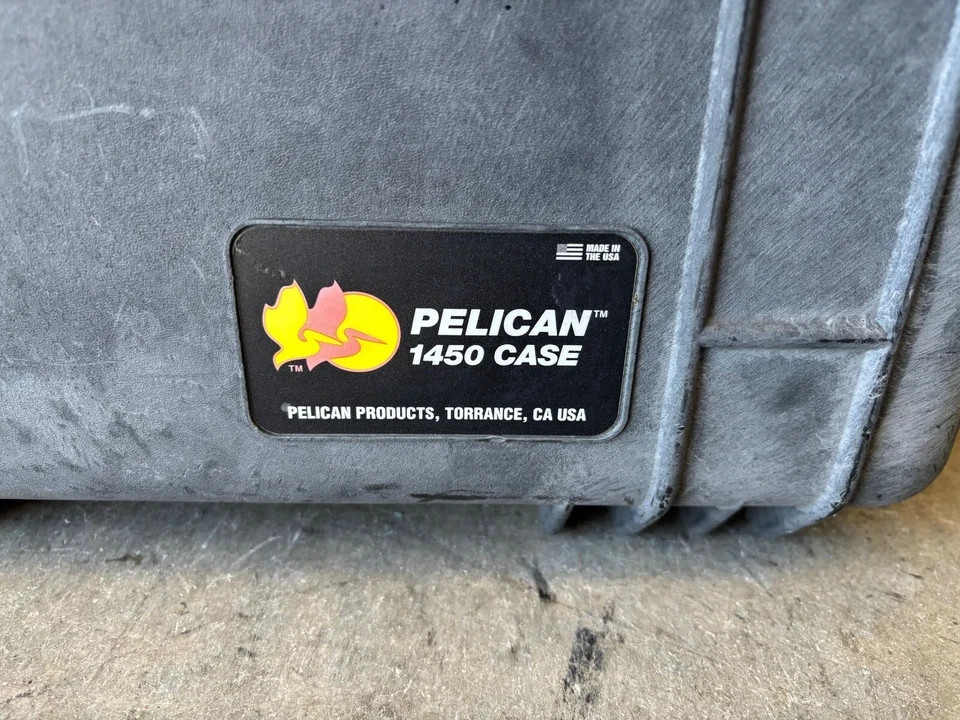 MADE IN
THE USA
PELICAN™
1450 CASE
TM
PELICAN PRODUCTS, TORRANCE, CA USA